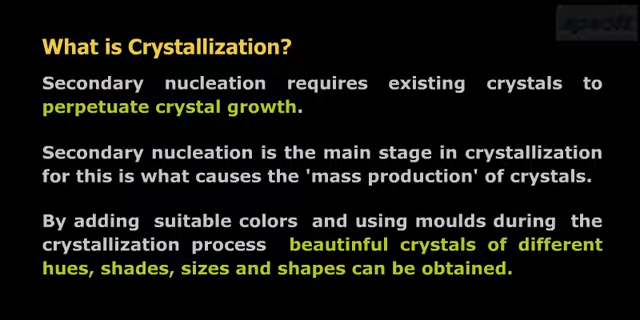 What is Crystallization?
Secondary nucleation requires existing crystals to
perpetuate crystal growth.
Secondary nucleation is the main stage in crystallization
for this is what causes the 'mass production' of crystals.
By adding suitable colors and using moulds during the
crystallization process beautinful crystals of different
hues, shades, sizes and shapes can be obtained.